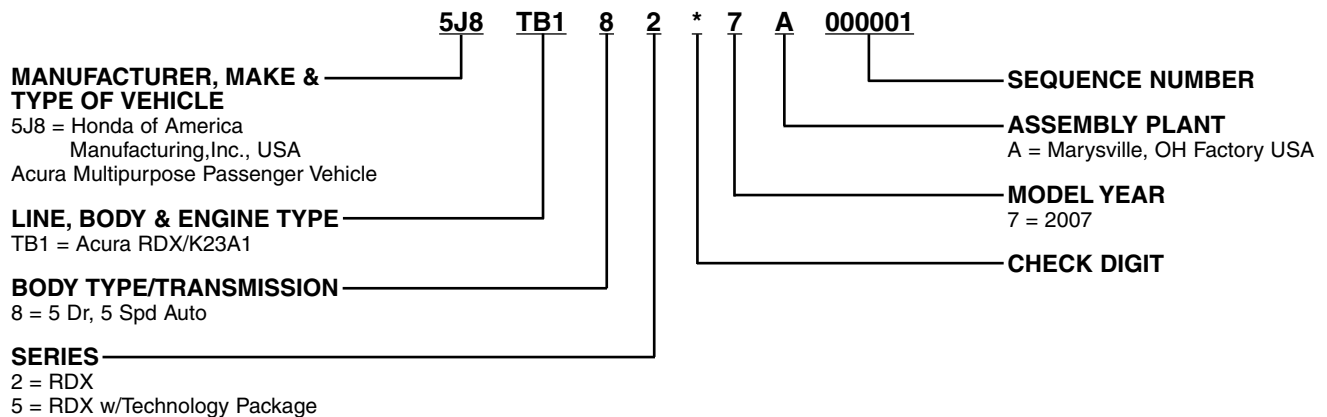 5J8 TB1 8 2 * 7 A 000001
MANUFACTURER, MAKE &
TYPE OF VEHICLE
5J8 = Honda of America
Manufacturing,Inc., USA
Acura Multipurpose Passenger Vehicle
LINE, BODY & ENGINE TYPE
TB1 = Acura RDX/K23A1
BODY TYPE/TRANSMISSION
8 = 5 Dr, 5 Spd Auto
SERIES
2 = RDX
5 = RDX w/Technology Package
SEQUENCE NUMBER
ASSEMBLY PLANT
A = Marysville, OH Factory USA
MODEL YEAR
7 = 2007
CHECK DIGIT